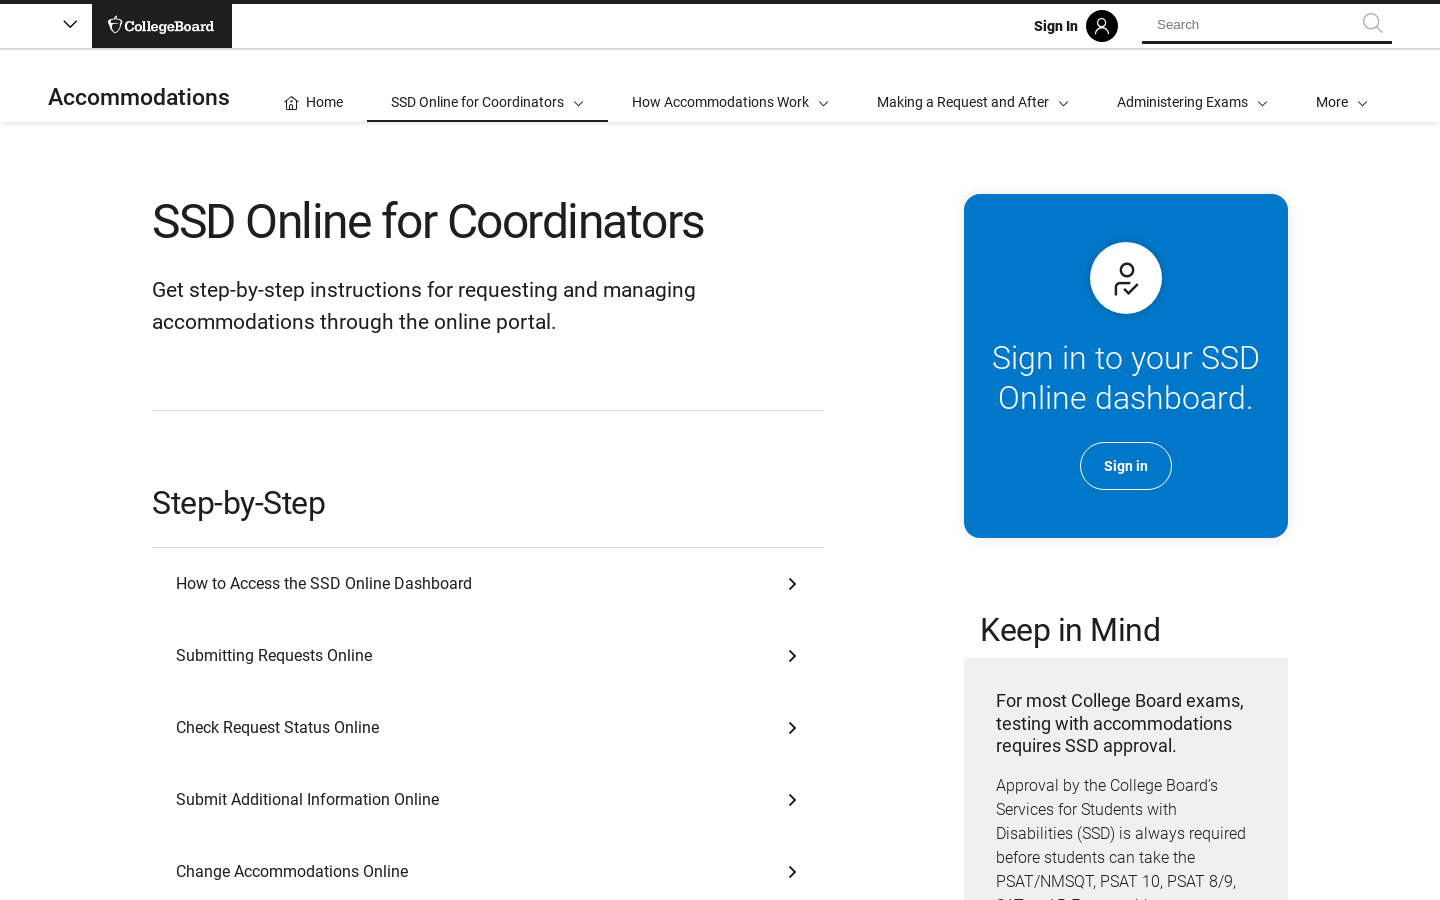 CollegeBoard
Sign In
Search
Accommodations
Home
SSD Online for Coordinators
How Accommodations Work
Making a Request and After
Administering Exams
More
SSD Online for Coordinators
Get step-by-step instructions for requesting and managing
accommodations through the online portal.
Step-by-Step
How to Access the SSD Online Dashboard
Submitting Requests Online
Check Request Status Online
Submit Additional Information Online
Change Accommodations Online
Sign in to your SSD
Online dashboard.
Sign in
Keep in Mind
For most College Board exams,
testing with accommodations
requires SSD approval.
Approval by the College Board’s
Services for Students with
Disabilities (SSD) is always required
before students can take the
PSAT/NMSQT, PSAT 10, PSAT 8/9,